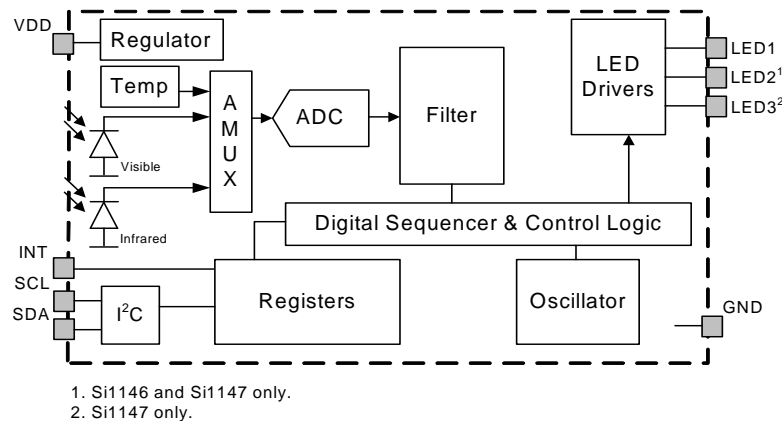 VDD
Regulator
LED1
LED2¹
LED3²
LED
Drivers
Temp
A
M
U
X
ADC
Filter
Visible
Infrared
Digital Sequencer & Control Logic
INT
SCL
SDA
I²C
Registers
Oscillator
GND
1. Si1146 and Si1147 only.
2. Si1147 only.